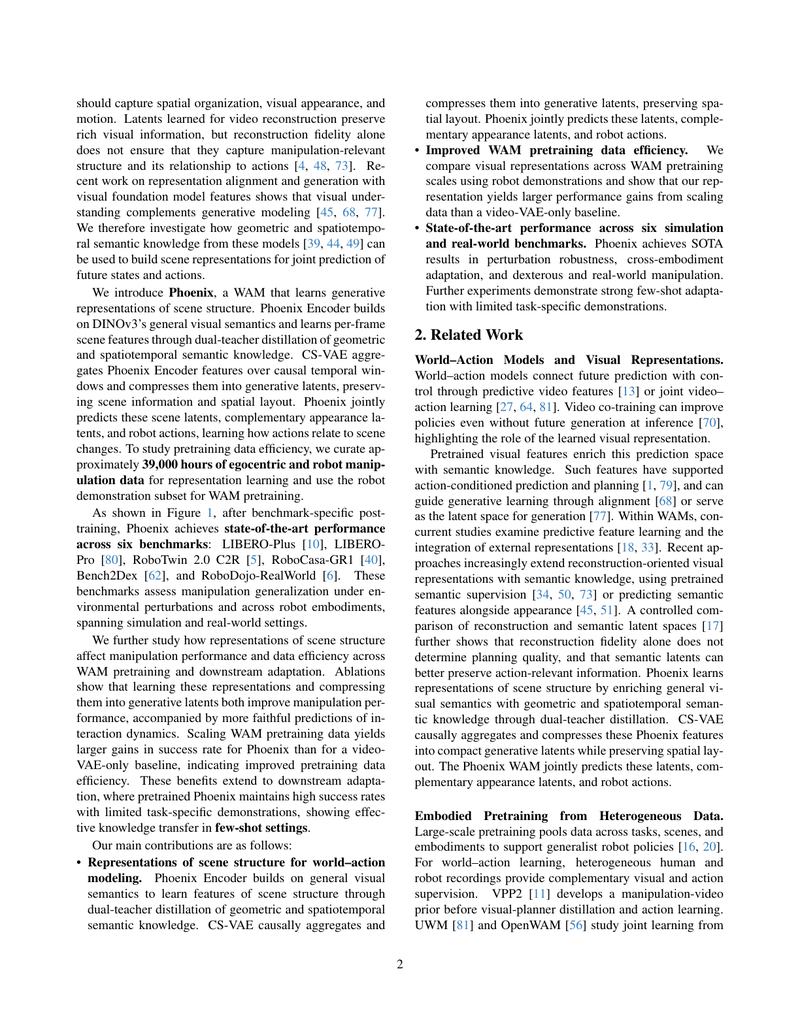 should capture spatial organization, visual appearance, and
motion. Latents learned for video reconstruction preserve
rich visual information, but reconstruction fidelity alone
does not ensure that they capture manipulation-relevant
structure and its relationship to actions [4, 48, 73]. Re-
cent work on representation alignment and generation with
visual foundation model features shows that visual under-
standing complements generative modeling [45, 68, 77].
We therefore investigate how geometric and spatiotempo-
ral semantic knowledge from these models [39, 44, 49] can
be used to build scene representations for joint prediction of
future states and actions.
We introduce Phoenix, a WAM that learns generative
representations of scene structure. Phoenix Encoder builds
on DINOv3's general visual semantics and learns per-frame
scene features through dual-teacher distillation of geometric
and spatiotemporal semantic knowledge. CS-VAE aggre-
gates Phoenix Encoder features over causal temporal win-
dows and compresses them into generative latents, preserv-
ing scene information and spatial layout. Phoenix jointly
predicts these scene latents, complementary appearance la-
tents, and robot actions, learning how actions relate to scene
changes. To study pretraining data efficiency, we curate ap-
proximately 39,000 hours of egocentric and robot manip-
ulation data for representation learning and use the robot
demonstration subset for WAM pretraining.
As shown in Figure 1, after benchmark-specific post-
training, Phoenix achieves state-of-the-art performance
across six benchmarks: LIBERO-Plus [10], LIBERO-
Pro [80], RoboTwin 2.0 C2R [5], RoboCasa-GR1 [40],
Bench2Dex [62], and RoboDojo-RealWorld [6]. These
benchmarks assess manipulation generalization under en-
vironmental perturbations and across robot embodiments,
spanning simulation and real-world settings.
We further study how representations of scene structure
affect manipulation performance and data efficiency across
WAM pretraining and downstream adaptation. Ablations
show that learning these representations and compressing
them into generative latents both improve manipulation per-
formance, accompanied by more faithful predictions of in-
teraction dynamics. Scaling WAM pretraining data yields
larger gains in success rate for Phoenix than for a video-
VAE-only baseline, indicating improved pretraining data
efficiency. These benefits extend to downstream adapta-
tion, where pretrained Phoenix maintains high success rates
with limited task-specific demonstrations, showing effec-
tive knowledge transfer in few-shot settings.
Our main contributions are as follows:
• Representations of scene structure for world–action
modeling. Phoenix Encoder builds on general visual
semantics to learn features of scene structure through
dual-teacher distillation of geometric and spatiotemporal
semantic knowledge. CS-VAE causally aggregates and
compresses them into generative latents, preserving spa-
tial layout. Phoenix jointly predicts these latents, comple-
mentary appearance latents, and robot actions.
• Improved WAM pretraining data efficiency. We
compare visual representations across WAM pretraining
scales using robot demonstrations and show that our rep-
resentation yields larger performance gains from scaling
data than a video-VAE-only baseline.
• State-of-the-art performance across six simulation
and real-world benchmarks. Phoenix achieves SOTA
results in perturbation robustness, cross-embodiment
adaptation, and dexterous and real-world manipulation.
Further experiments demonstrate strong few-shot adapta-
tion with limited task-specific demonstrations.
2. Related Work
World–Action Models and Visual Representations.
World–action models connect future prediction with con-
trol through predictive video features [13] or joint video–
action learning [27, 64, 81]. Video co-training can improve
policies even without future generation at inference [70],
highlighting the role of the learned visual representation.
Pretrained visual features enrich this prediction space
with semantic knowledge. Such features have supported
action-conditioned prediction and planning [1, 79], and can
guide generative learning through alignment [68] or serve
as the latent space for generation [77]. Within WAMs, con-
current studies examine predictive feature learning and the
integration of external representations [18, 33]. Recent ap-
proaches increasingly extend reconstruction-oriented visual
representations with semantic knowledge, using pretrained
semantic supervision [34, 50, 73] or predicting semantic
features alongside appearance [45, 51]. A controlled com-
parison of reconstruction and semantic latent spaces [17]
further shows that reconstruction fidelity alone does not
determine planning quality, and that semantic latents can
better preserve action-relevant information. Phoenix learns
representations of scene structure by enriching general vi-
sual semantics with geometric and spatiotemporal seman-
tic knowledge through dual-teacher distillation. CS-VAE
causally aggregates and compresses these Phoenix features
into compact generative latents while preserving spatial lay-
out. The Phoenix WAM jointly predicts these latents, com-
plementary appearance latents, and robot actions.
Embodied Pretraining from Heterogeneous Data.
Large-scale pretraining pools data across tasks, scenes, and
embodiments to support generalist robot policies [16, 20].
For world–action learning, heterogeneous human and
robot recordings provide complementary visual and action
supervision. VPP2 [11] develops a manipulation-video
prior before visual-planner distillation and action learning.
UWM [81] and OpenWAM [56] study joint learning from
2